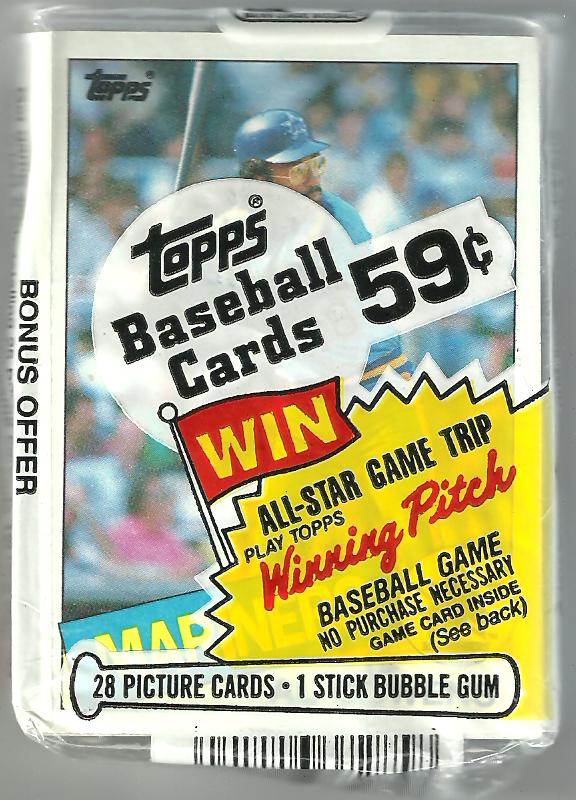 topps®
topps®
Baseball
Cards
59¢
BONUS OFFER
WIN
ALL-STAR GAME TRIP
PLAY TOPPS
Winning Pitch
BASEBALL GAME
NO PURCHASE NECESSARY
GAME CARD INSIDE
(See back)
MARINERS
28 PICTURE CARDS • 1 STICK BUBBLE GUM